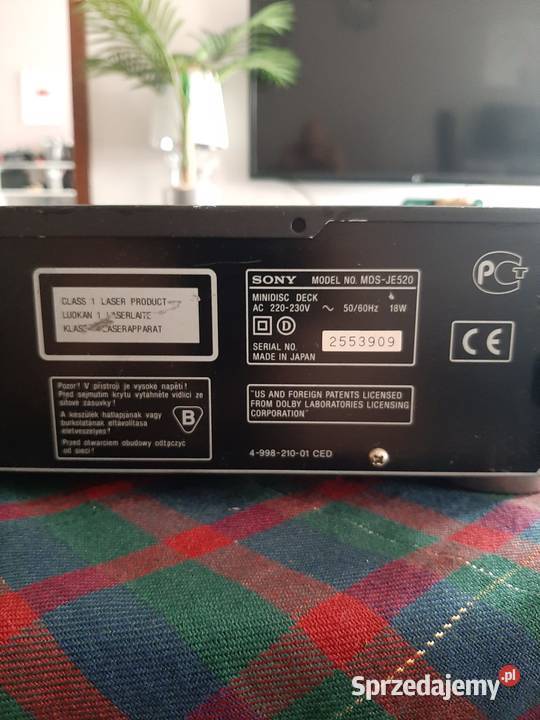 CLASS 1 LASER PRODUCT
LUOKAN 1 LASERLAITE
LASERAPPARAT
SONY MODEL NO. MDS-JE520
MINIDISC DECK
AC 220-230V ~ 50/60Hz 18W
D
SERIAL NO. 2553909
MADE IN JAPAN
PCT
CE
Pozor! V přístroji je vysoké napětí!
Před sejmutím krytu vytáhněte vidlici ze
síťové zásuvky!
A készülék hatlapjának vagy
burkolatának eltávolítása
életveszélyes!
Przed otwarciem obudowy odłączyć
od sieci!
B
"US AND FOREIGN PATENTS LICENSED
FROM DOLBY LABORATORIES LICENSING
CORPORATION"
4-998-210-01 CED
Sprzedajemy.pl